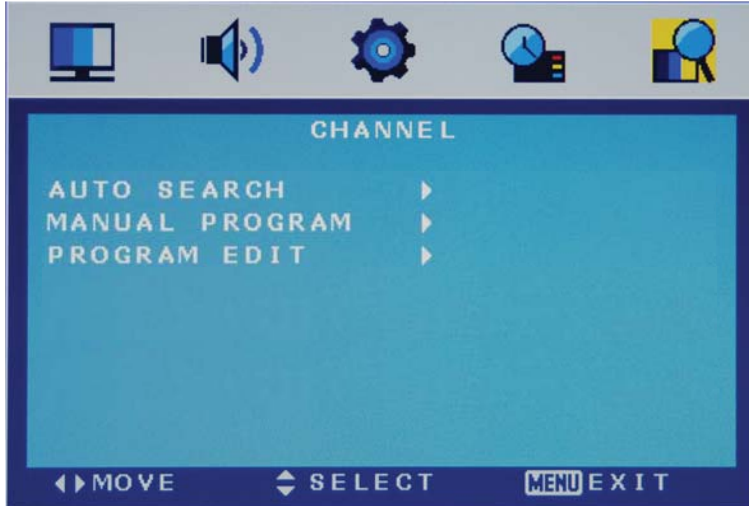 CHANNEL
AUTO SEARCH
MANUAL PROGRAM
PROGRAM EDIT
MOVE SELECT MENU EXIT